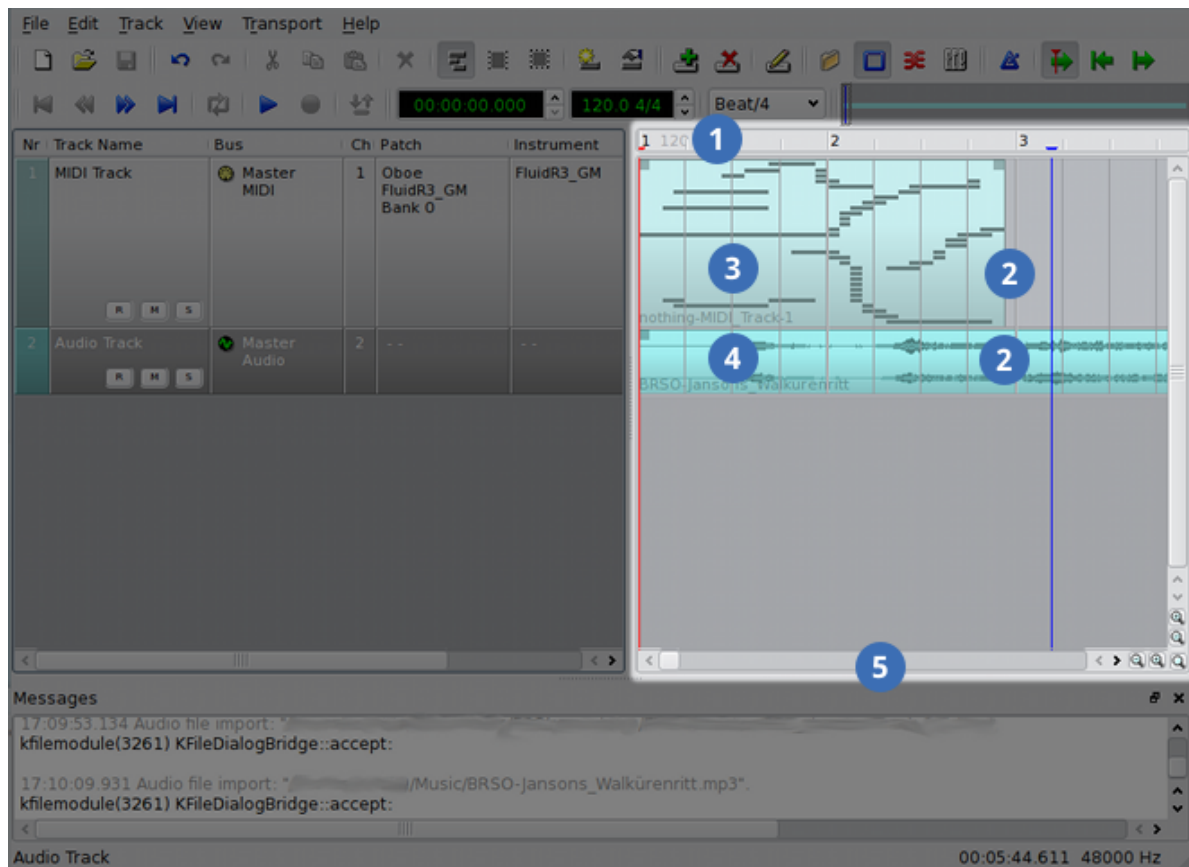 File Edit Track View Transport Help
00:00:00.000 120.0 4/4 Beat/4
Nr Track Name Bus Ch Patch Instrument
1 120 1 2 3
1 MIDI Track Master MIDI 1 Oboe FluidR3_GM
FluidR3_GM
Bank 0
3 2
R M S
nothing-MIDI_Track-1
2 Audio Track Master Audio 2 - - - -
4 2
R M S
BRSO-Jansons_Walkürenritt
5
Messages
17:09:53.134 Audio file import: "
kfilemodule(3261) KFileDialogBridge::accept:
17:10:09.931 Audio file import: "/Music/BRSO-Jansons_Walkürenritt.mp3".
kfilemodule(3261) KFileDialogBridge::accept:
Audio Track 00:05:44.611 48000 Hz